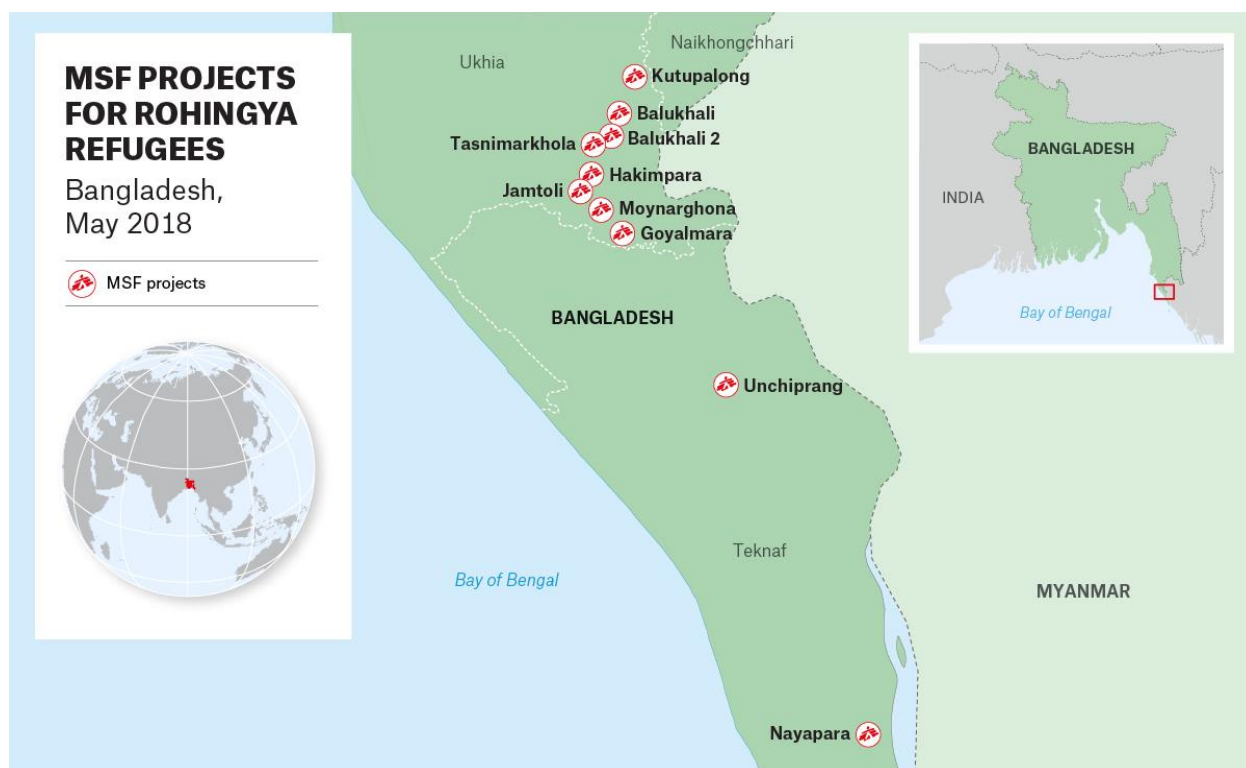 MSF PROJECTS
FOR ROHINGYA
REFUGEES
Bangladesh,
May 2018
MSF projects
Ukhia
Naikhongchhari
Kutupalong
Balukhali
Balukhali 2
Tasnimarkhola
Hakimpara
Jamtoli
Moynarghona
Goyalmara
BANGLADESH
Unchiprang
Teknaf
Bay of Bengal
MYANMAR
Nayapara
BANGLADESH
INDIA
Bay of Bengal